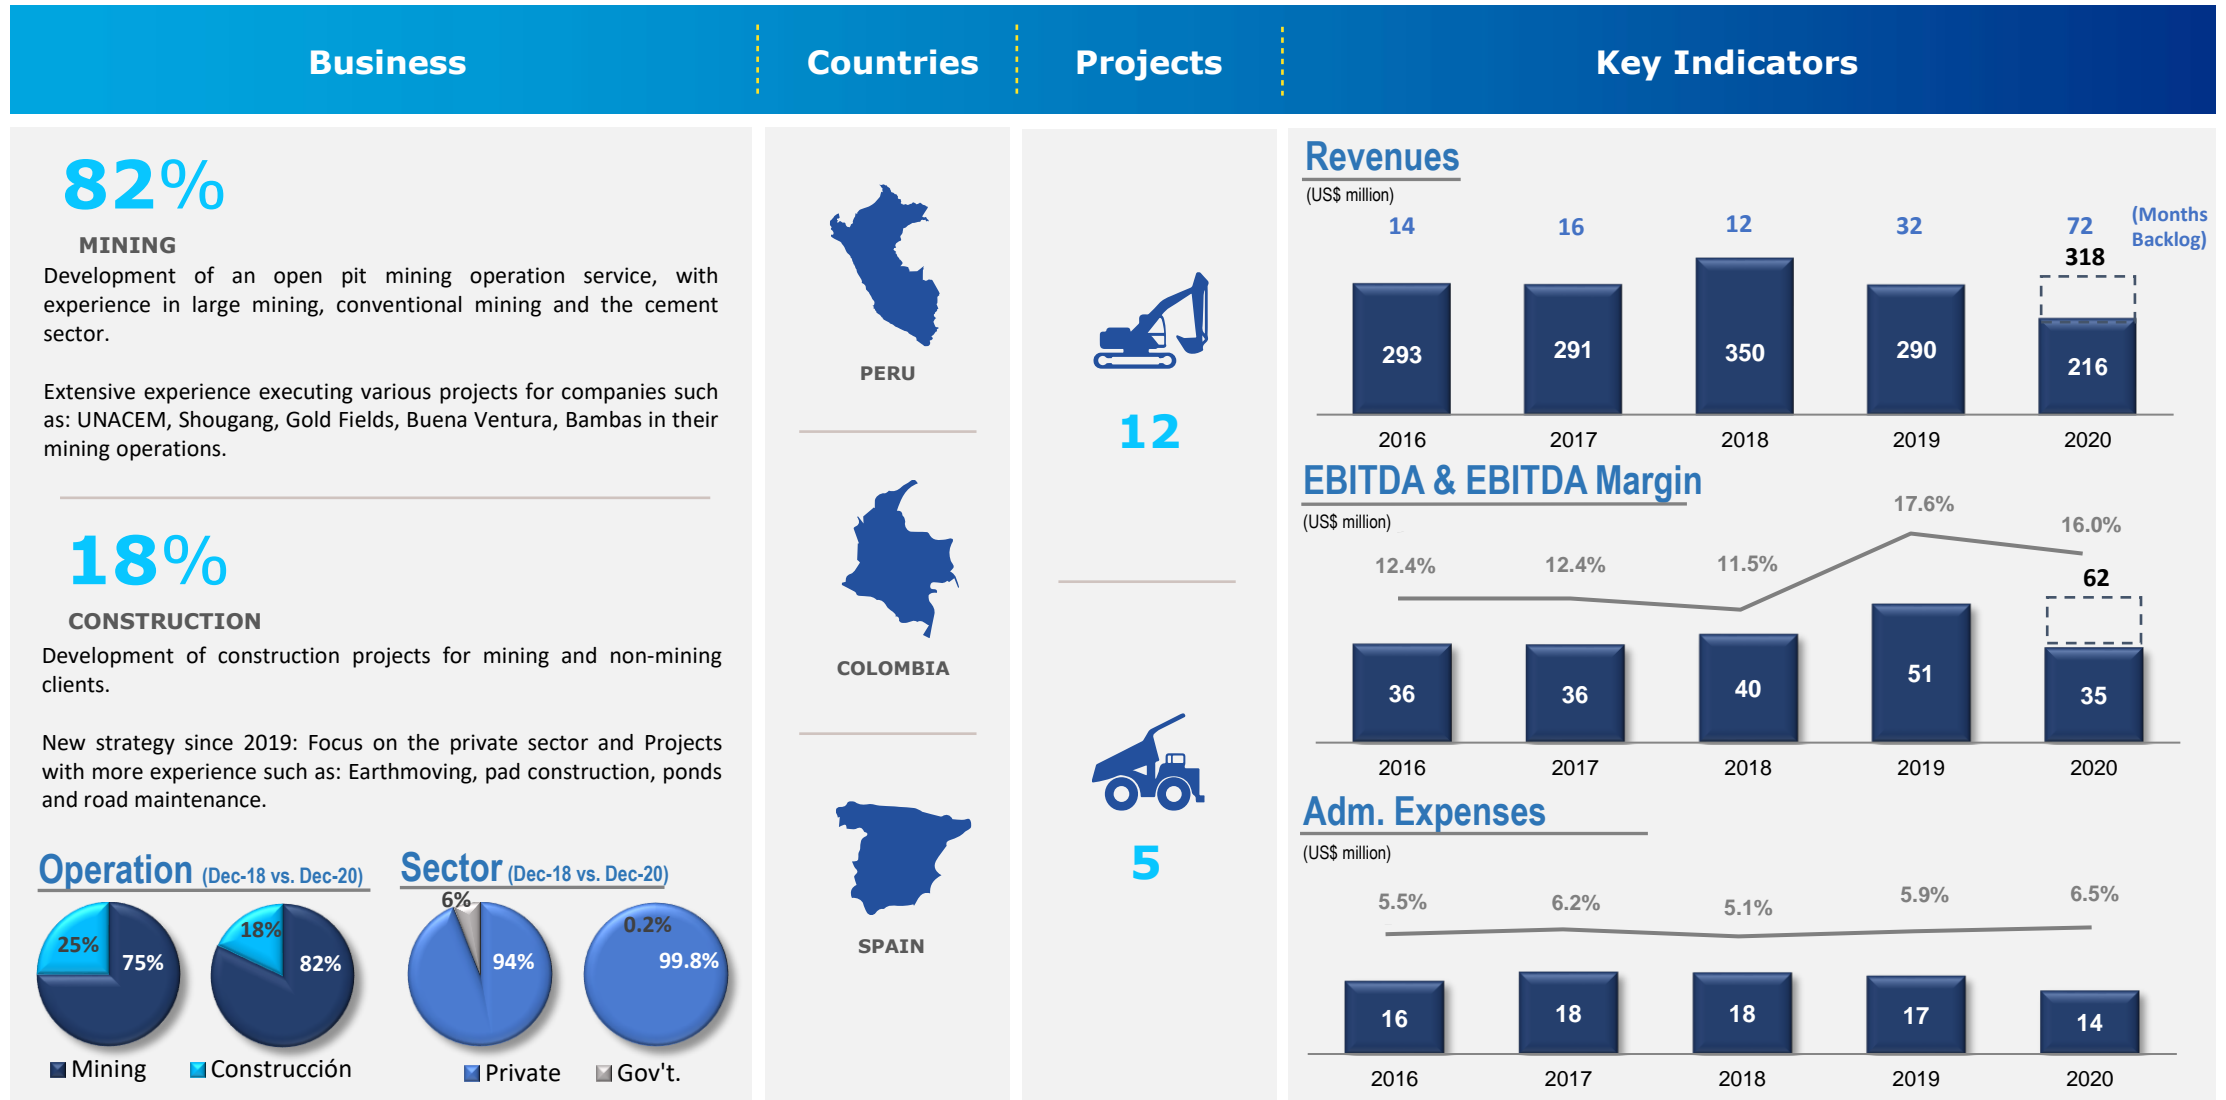 Business
Countries
Projects
Key Indicators
82%
MINING
Development of an open pit mining operation service, with
experience in large mining, conventional mining and the cement
sector.
Extensive experience executing various projects for companies such
as: UNACEM, Shougang, Gold Fields, Buena Ventura, Bambas in their
mining operations.
18%
CONSTRUCTION
Development of construction projects for mining and non-mining
clients.
New strategy since 2019: Focus on the private sector and Projects
with more experience such as: Earthmoving, pad construction, ponds
and road maintenance.
Operation (Dec-18 vs. Dec-20)
25%
75%
18%
82%
Mining
Construcción
Sector (Dec-18 vs. Dec-20)
6%
94%
0.2%
99.8%
Private
Gov't.
PERU
COLOMBIA
SPAIN
12
5
Revenues
(US$ million)
14 16 12 32 72
(Months
Backlog)
318
293 291 350 290 216
2016 2017 2018 2019 2020
EBITDA & EBITDA Margin
(US$ million)
12.4% 12.4% 11.5% 17.6% 16.0%
62
36 36 40 51 35
2016 2017 2018 2019 2020
Adm. Expenses
(US$ million)
5.5% 6.2% 5.1% 5.9% 6.5%
16 18 18 17 14
2016 2017 2018 2019 2020